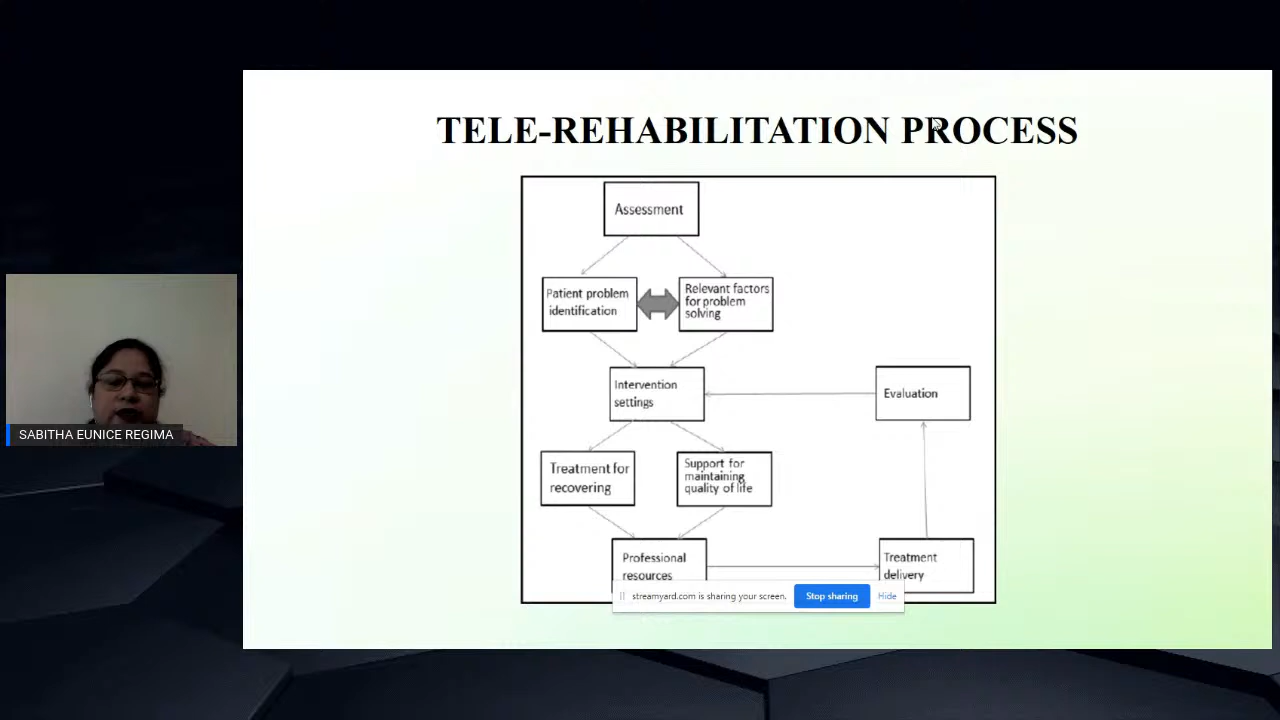 TELE-REHABILITATION PROCESS
Assessment
Patient problem
identification
Relevant factors
for problem
solving
Intervention
settings
Evaluation
Treatment for
recovering
Support for
maintaining
quality of life
Professional
resources
Treatment
delivery
streamyard.com is sharing your screen.
Stop sharing
Hide
SABITHA EUNICE REGIMA